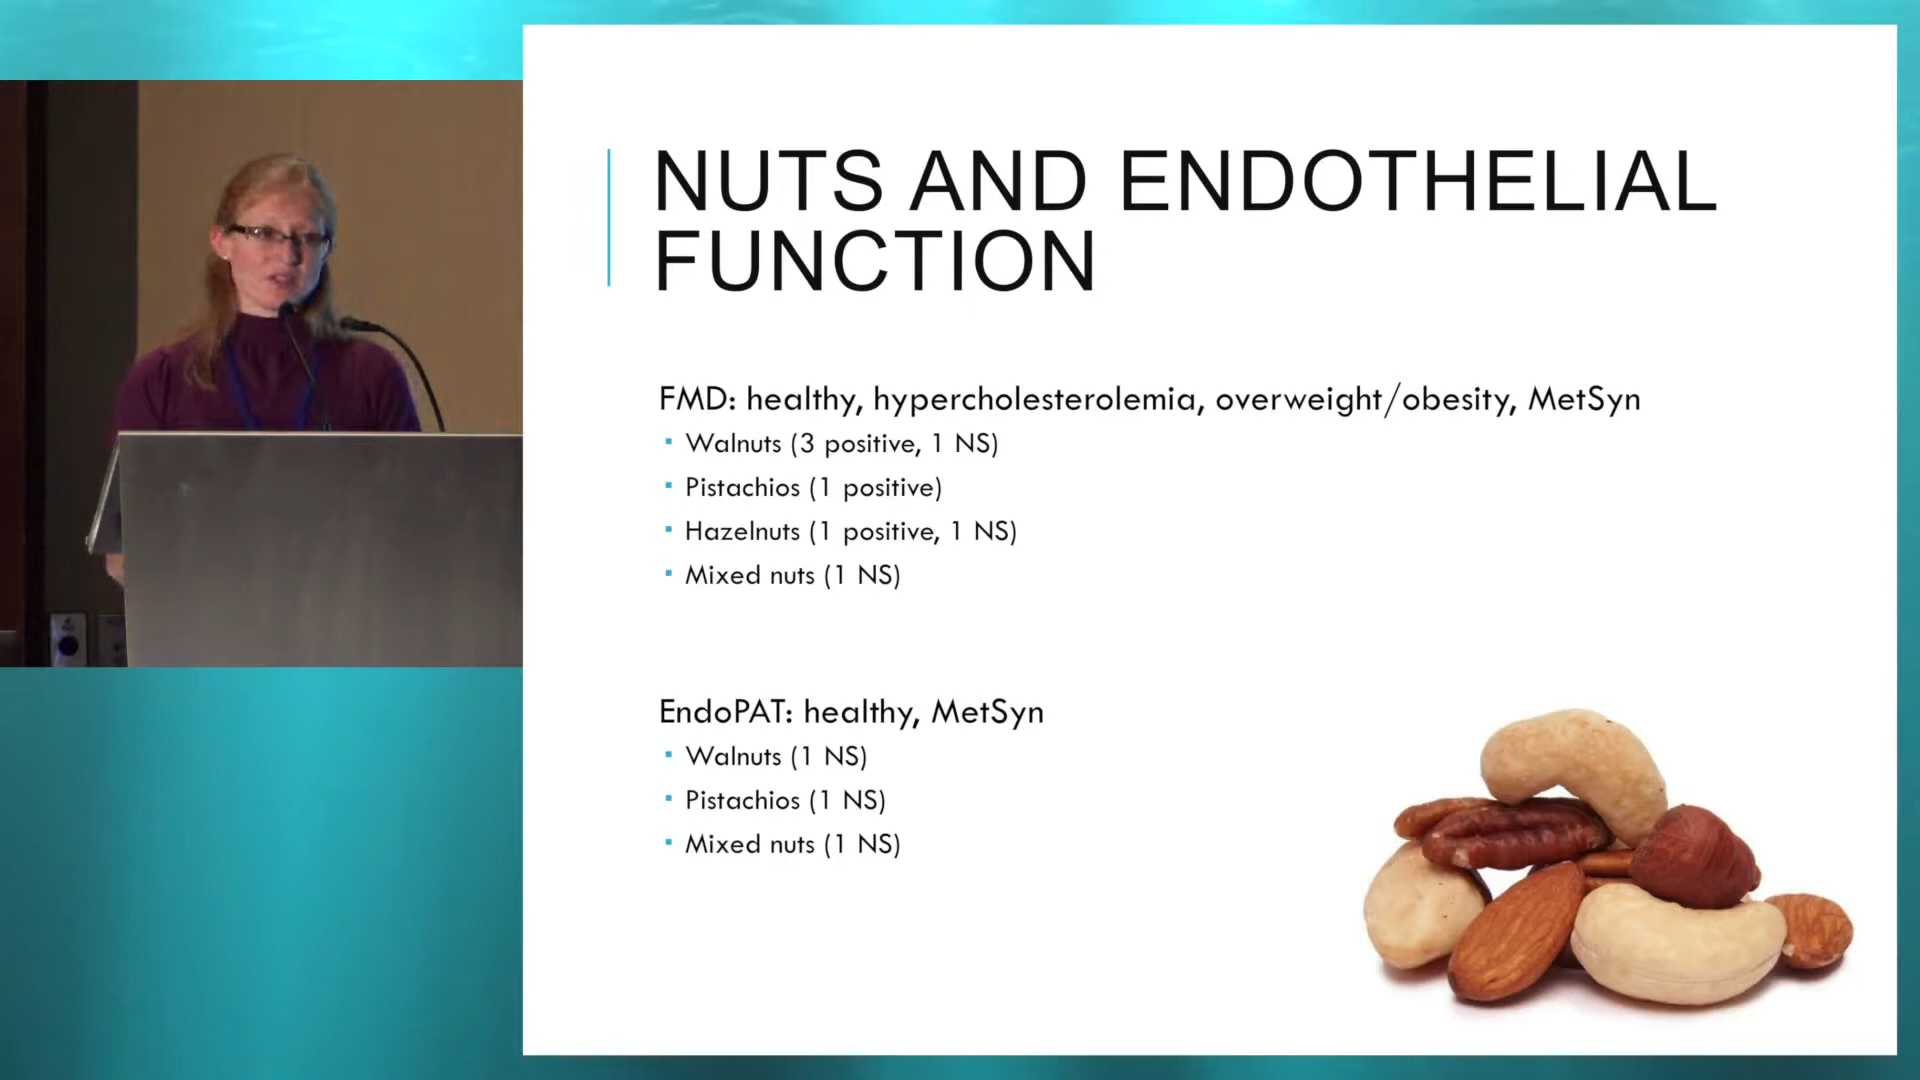 NUTS AND ENDOTHELIAL
FUNCTION
FMD: healthy, hypercholesterolemia, overweight/obesity, MetSyn
▪ Walnuts (3 positive, 1 NS)
▪ Pistachios (1 positive)
▪ Hazelnuts (1 positive, 1 NS)
▪ Mixed nuts (1 NS)
EndoPAT: healthy, MetSyn
▪ Walnuts (1 NS)
▪ Pistachios (1 NS)
▪ Mixed nuts (1 NS)